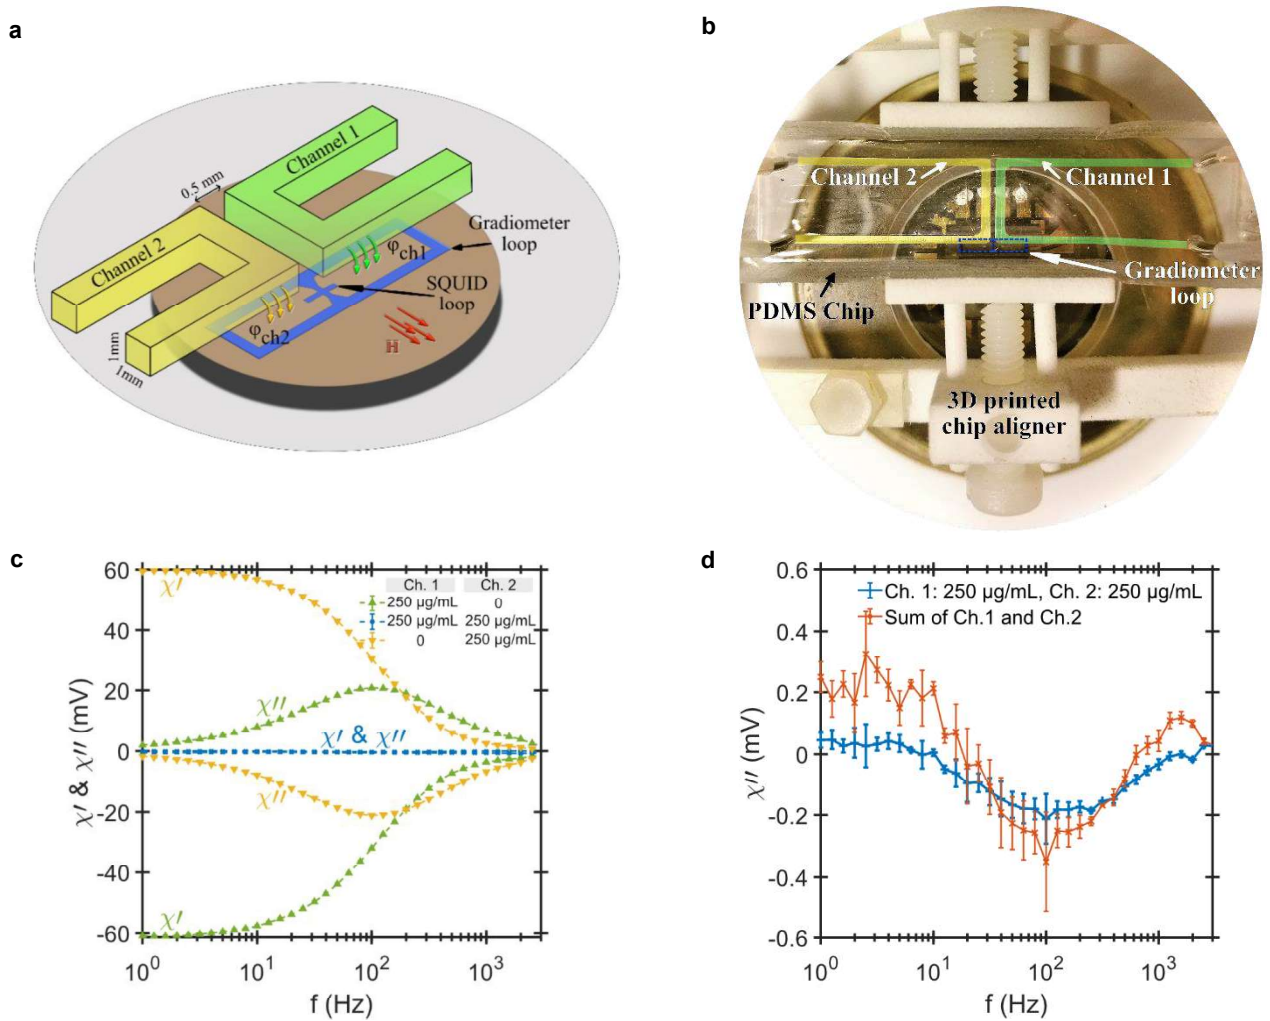 a
Channel 1
0.5 mm
Channel 2
Gradiometer
loop
φch1
SQUID
loop
φch2
H
1mm
1mm
b
Channel 2
Channel 1
Gradiometer
loop
PDMS Chip
3D printed
chip aligner
c
χ′ & χ″ (mV)
60
40
20
0
-20
-40
-60
χ′
χ″
χ′ & χ″
χ″
χ′
Ch. 1 Ch. 2
250 µg/mL 0
250 µg/mL 250 µg/mL
0 250 µg/mL
10⁰ 10¹ 10² 10³
f (Hz)
d
χ″ (mV)
0.6
0.4
0.2
0
-0.2
-0.4
-0.6
Ch. 1: 250 µg/mL, Ch. 2: 250 µg/mL
Sum of Ch.1 and Ch.2
10⁰ 10¹ 10² 10³
f (Hz)